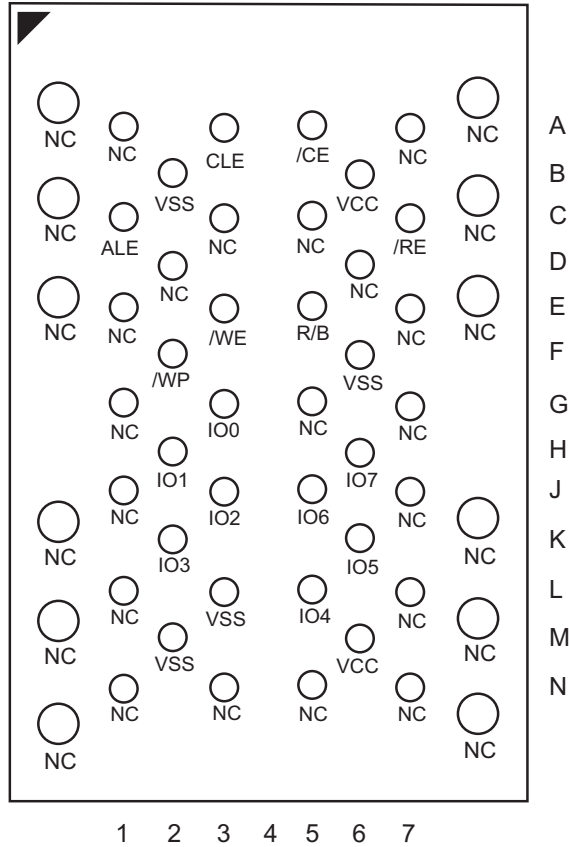 NC NC CLE /CE NC NC A
VSS VCC B
NC ALE NC NC /RE NC C
NC NC D
NC NC /WE R/B NC NC E
/WP VSS F
NC IO0 NC NC G
IO1 IO7 H
NC IO2 IO6 NC J
NC IO3 IO5 NC K
NC VSS IO4 NC L
NC VSS VCC NC M
NC NC NC NC N
NC NC
1 2 3 4 5 6 7